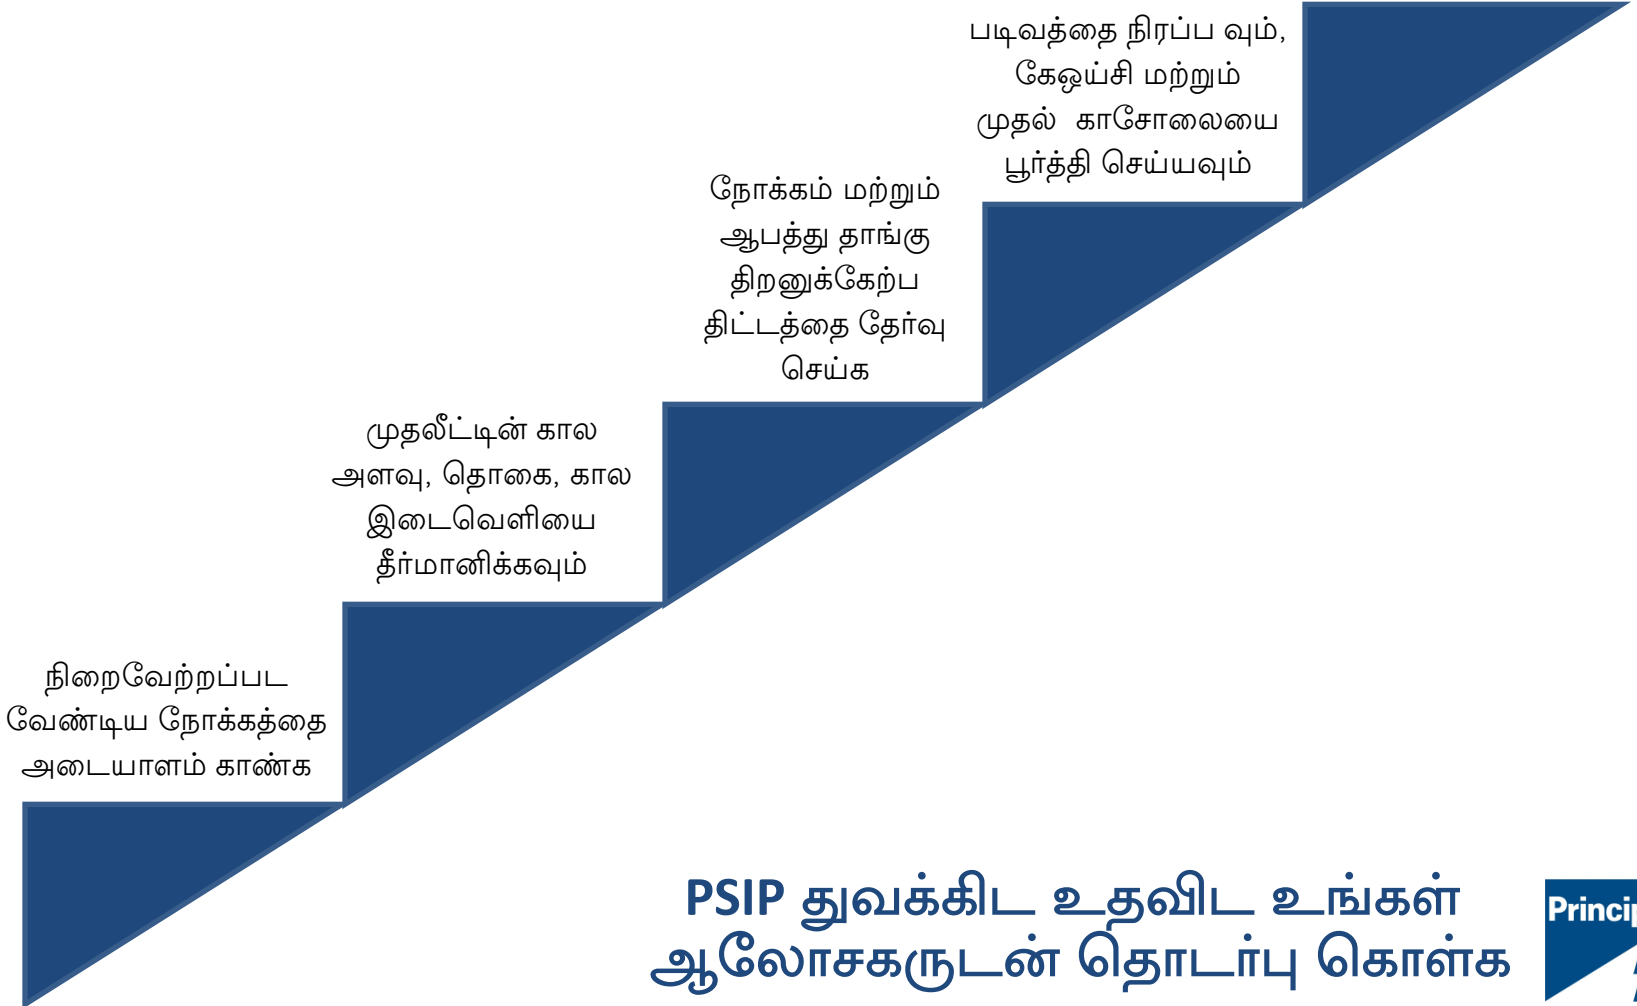 படிவத்தை நிரப்ப வும்,
கேஒய்சி மற்றும்
முதல் காசோலையை
பூர்த்தி செய்யவும்
நோக்கம் மற்றும்
ஆபத்து தாங்கு
திறனுக்கேற்ப
திட்டத்தை தேர்வு
செய்க
முதலீட்டின் கால
அளவு, தொகை, கால
இடைவெளியை
தீர்மானிக்கவும்
நிறைவேற்றப்பட
வேண்டிய நோக்கத்தை
அடையாளம் காண்க
PSIP துவக்கிட உதவிட உங்கள்
ஆலோசகருடன் தொடர்பு கொள்க